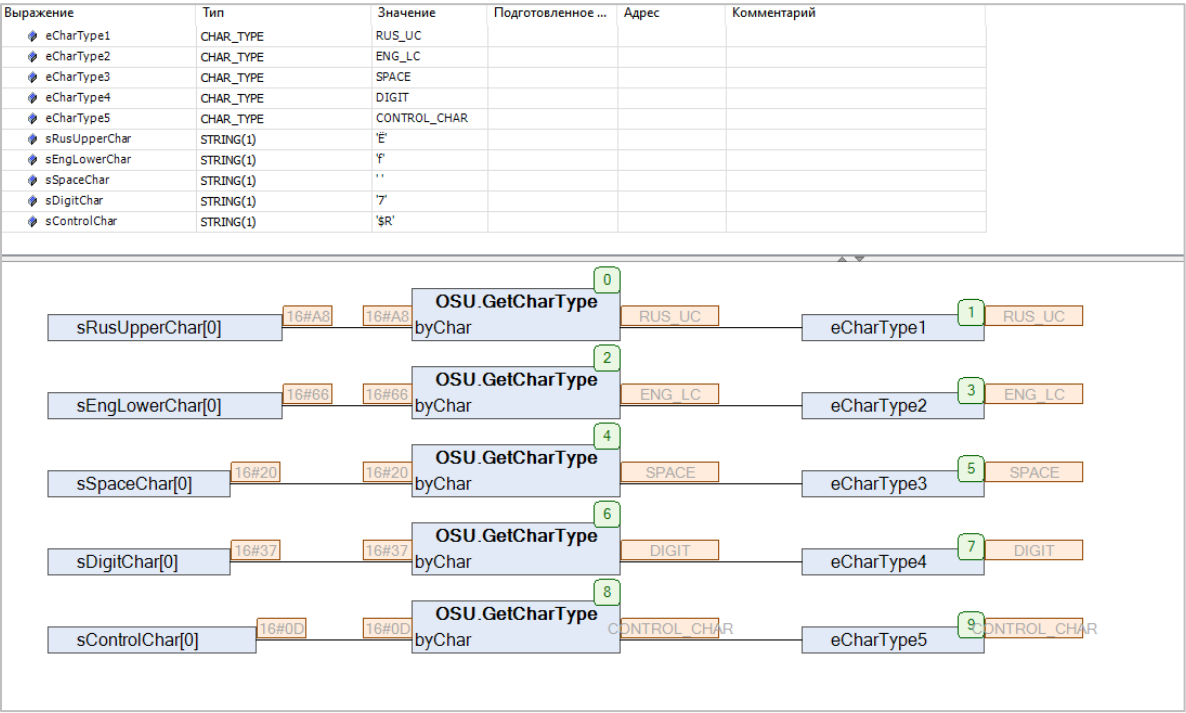 Выражение Тип Значение Подготовленное ... Адрес Комментарий
eCharType1 CHAR_TYPE RUS_UC
eCharType2 CHAR_TYPE ENG_LC
eCharType3 CHAR_TYPE SPACE
eCharType4 CHAR_TYPE DIGIT
eCharType5 CHAR_TYPE CONTROL_CHAR
sRusUpperChar STRING(1) 'Ё'
sEngLowerChar STRING(1) 'f'
sSpaceChar STRING(1) ' '
sDigitChar STRING(1) '7'
sControlChar STRING(1) '$R'
0
OSU.GetCharType
sRusUpperChar[0] 16#A8 16#A8 byChar RUS_UC eCharType1 1 RUS_UC
2
OSU.GetCharType
sEngLowerChar[0] 16#66 16#66 byChar ENG_LC eCharType2 3 ENG_LC
4
OSU.GetCharType
sSpaceChar[0] 16#20 16#20 byChar SPACE eCharType3 5 SPACE
6
OSU.GetCharType
sDigitChar[0] 16#37 16#37 byChar DIGIT eCharType4 7 DIGIT
8
OSU.GetCharType
sControlChar[0] 16#0D 16#0D byChar CONTROL_CHAR eCharType5 9 CONTROL_CHAR